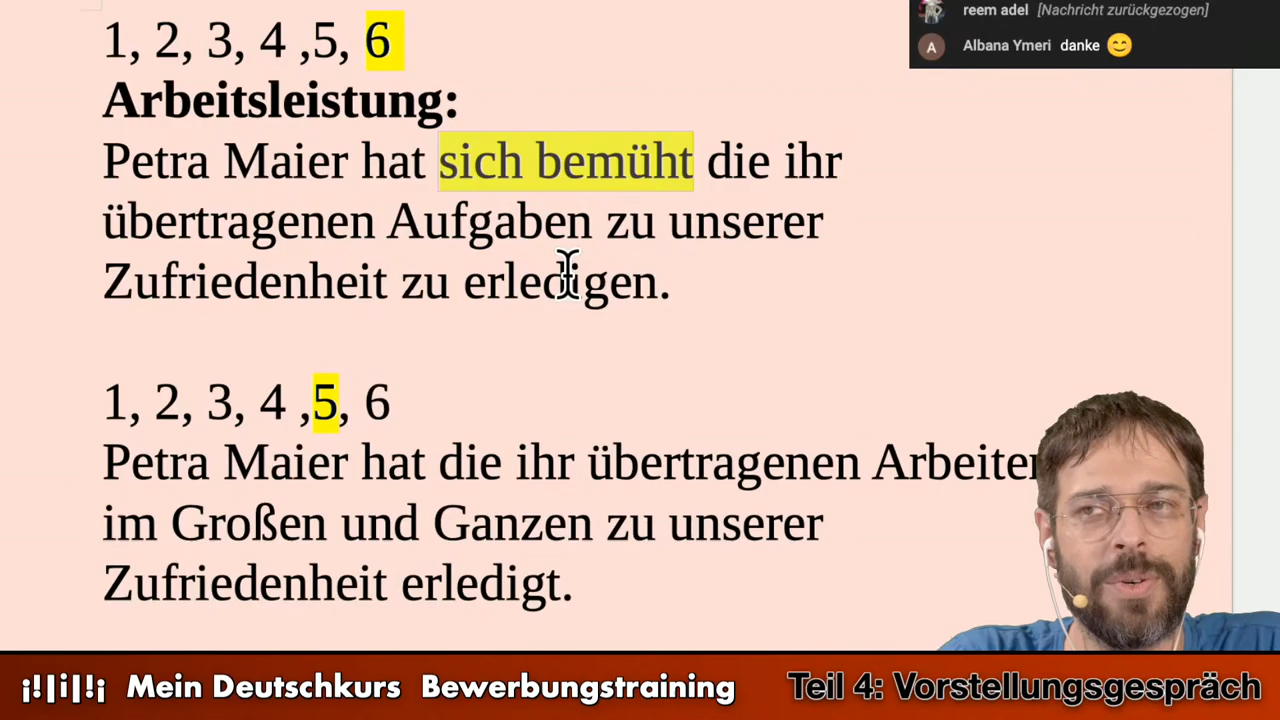 1, 2, 3, 4 ,5, 6
Arbeitsleistung:
Petra Maier hat sich bemüht die ihr
übertragenen Aufgaben zu unserer
Zufriedenheit zu erledigen.
1, 2, 3, 4 ,5, 6
Petra Maier hat die ihr übertragenen Arbeiten
im Großen und Ganzen zu unserer
Zufriedenheit erledigt.
reem adel [Nachricht zurückgezogen]
A Albana Ymeri danke 😊
¡!|i|!¡ Mein Deutschkurs Bewerbungstraining
Teil 4: Vorstellungsgespräch